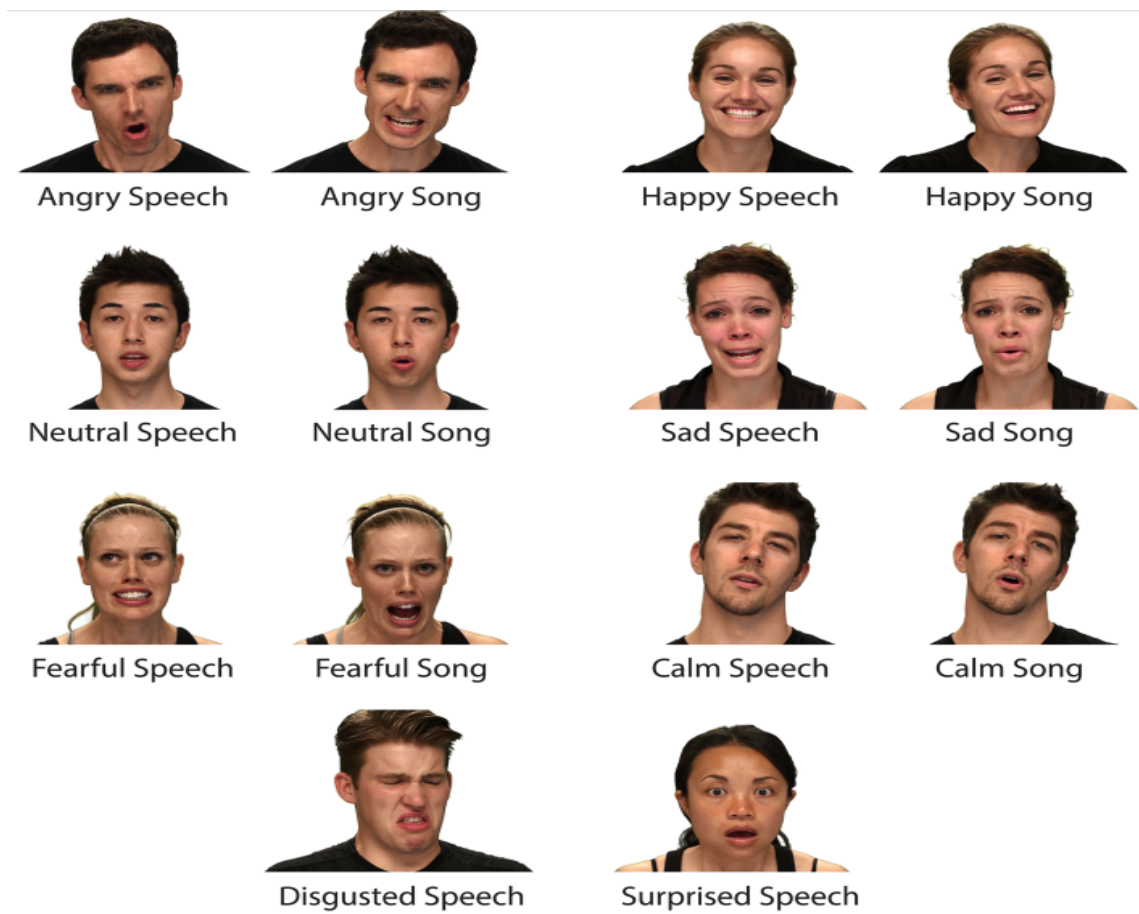 Angry Speech
Angry Song
Happy Speech
Happy Song
Neutral Speech
Neutral Song
Sad Speech
Sad Song
Fearful Speech
Fearful Song
Calm Speech
Calm Song
Disgusted Speech
Surprised Speech